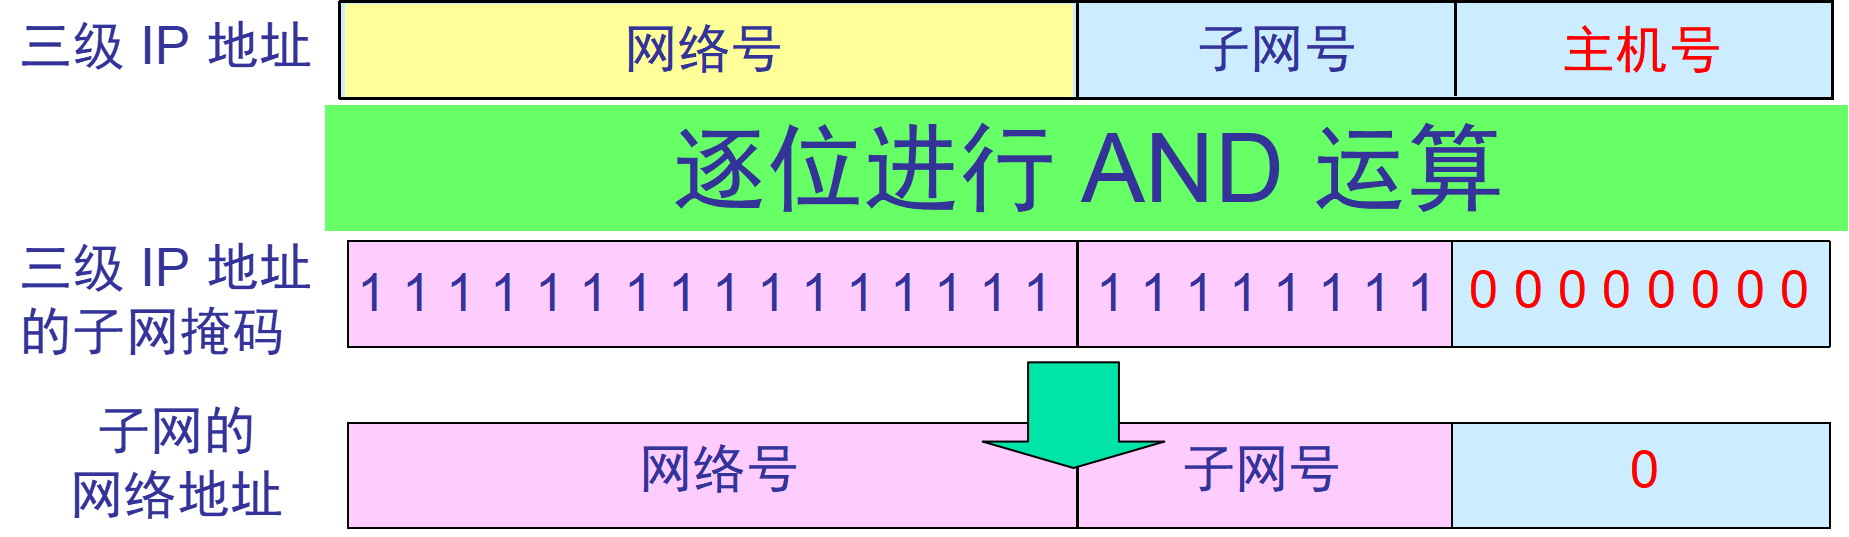 三级 IP 地址 网络号 子网号 主机号
逐位进行 AND 运算
三级 IP 地址
的子网掩码
1 1 1 1 1 1 1 1 1 1 1 1 1 1 1 1 1 1 1 1 1 1 1 1 0 0 0 0 0 0 0 0
子网的
网络地址
网络号 子网号 0